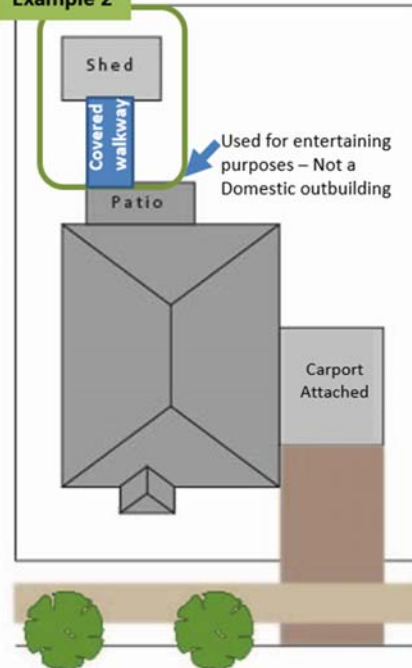 Example 2
Shed
Covered
walkway
Used for entertaining
purposes – Not a
Domestic outbuilding
Patio
Carport
Attached